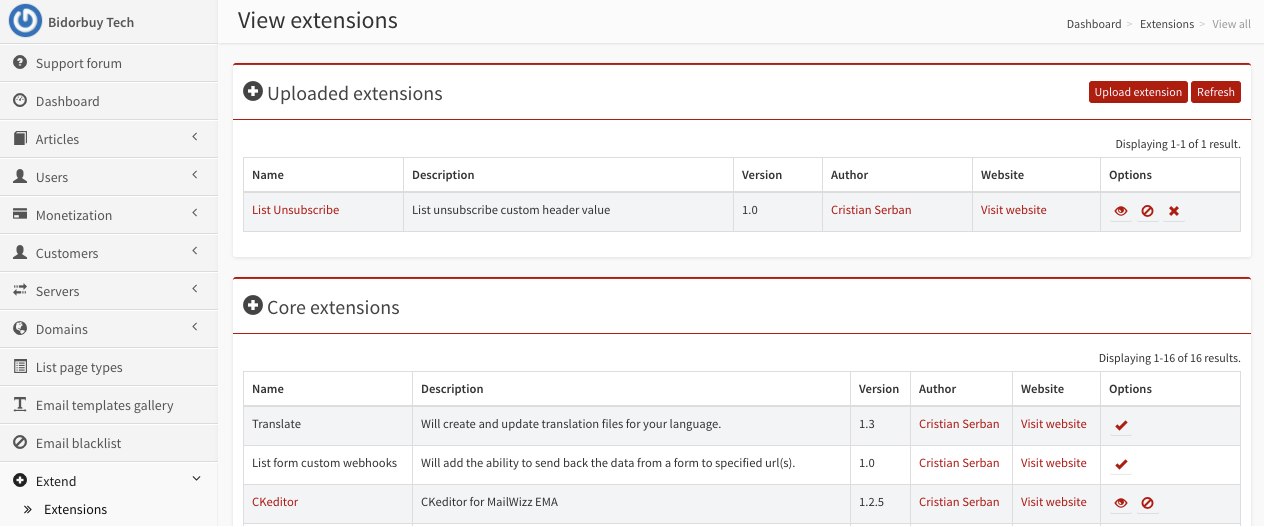 Bidorbuy Tech
Support forum
Dashboard
Articles
Users
Monetization
Customers
Servers
Domains
List page types
Email templates gallery
Email blacklist
Extend
Extensions
View extensions
Dashboard > Extensions > View all
Uploaded extensions
Upload extension Refresh
Displaying 1-1 of 1 result.
Name Description Version Author Website Options
List Unsubscribe List unsubscribe custom header value 1.0 Cristian Serban Visit website
Core extensions
Displaying 1-16 of 16 results.
Name Description Version Author Website Options
Translate Will create and update translation files for your language. 1.3 Cristian Serban Visit website
List form custom webhooks Will add the ability to send back the data from a form to specified url(s). 1.0 Cristian Serban Visit website
CKeditor CKeditor for MailWizz EMA 1.2.5 Cristian Serban Visit website